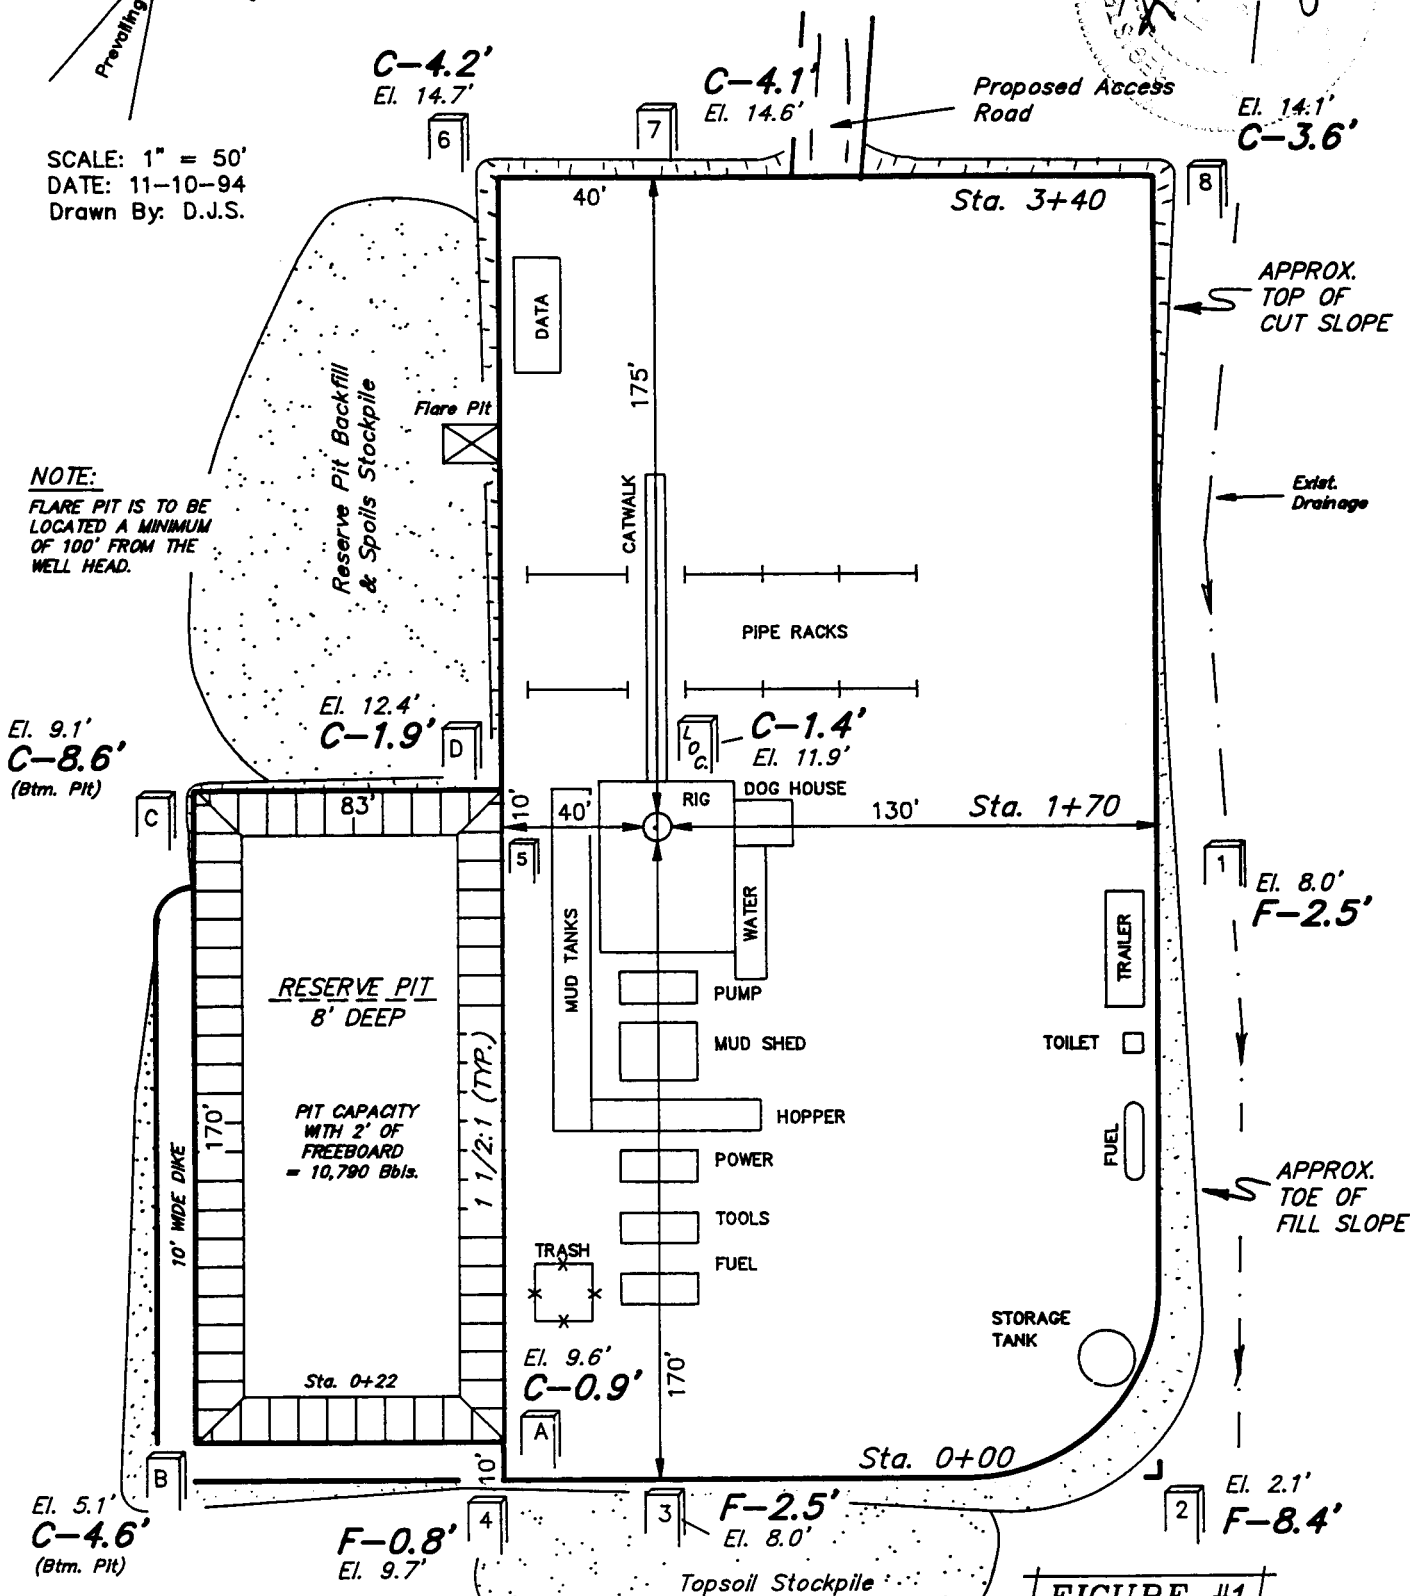 Prevailing
C-4.2'
El. 14.7'
6
7
C-4.1'
El. 14.6'
Proposed Access
Road
El. 14.1'
C-3.6'
8
SCALE: 1" = 50'
DATE: 11-10-94
Drawn By: D.J.S.
40'
Sta. 3+40
APPROX.
TOP OF
CUT SLOPE
DATA
175'
Reserve Pit Backfill
& Spoils Stockpile
Flare Pit
NOTE:
FLARE PIT IS TO BE
LOCATED A MINIMUM
OF 100' FROM THE
WELL HEAD.
CATWALK
Exist.
Drainage
PIPE RACKS
El. 12.4'
C-1.9'
D
LOC.
C-1.4'
El. 11.9'
El. 9.1'
C-8.6'
(Btm. Pit)
C
83'
10'
40'
RIG
DOG HOUSE
130'
Sta. 1+70
5
1
El. 8.0'
F-2.5'
MUD TANKS
WATER
TRAILER
RESERVE PIT
8' DEEP
PUMP
MUD SHED
TOILET
1 1/2:1 (TYP.)
PIT CAPACITY
WITH 2' OF
FREEBOARD
= 10,790 Bbls.
170'
10' WIDE DIKE
HOPPER
POWER
FUEL
APPROX.
TOE OF
FILL SLOPE
TOOLS
TRASH
FUEL
STORAGE
TANK
El. 9.6'
C-0.9'
170'
Sta. 0+22
A
Sta. 0+00
B
10'
El. 5.1'
C-4.6'
(Btm. Pit)
F-0.8'
El. 9.7'
4
3
F-2.5'
El. 8.0'
2
El. 2.1'
F-8.4'
Topsoil Stockpile
FIGURE #1